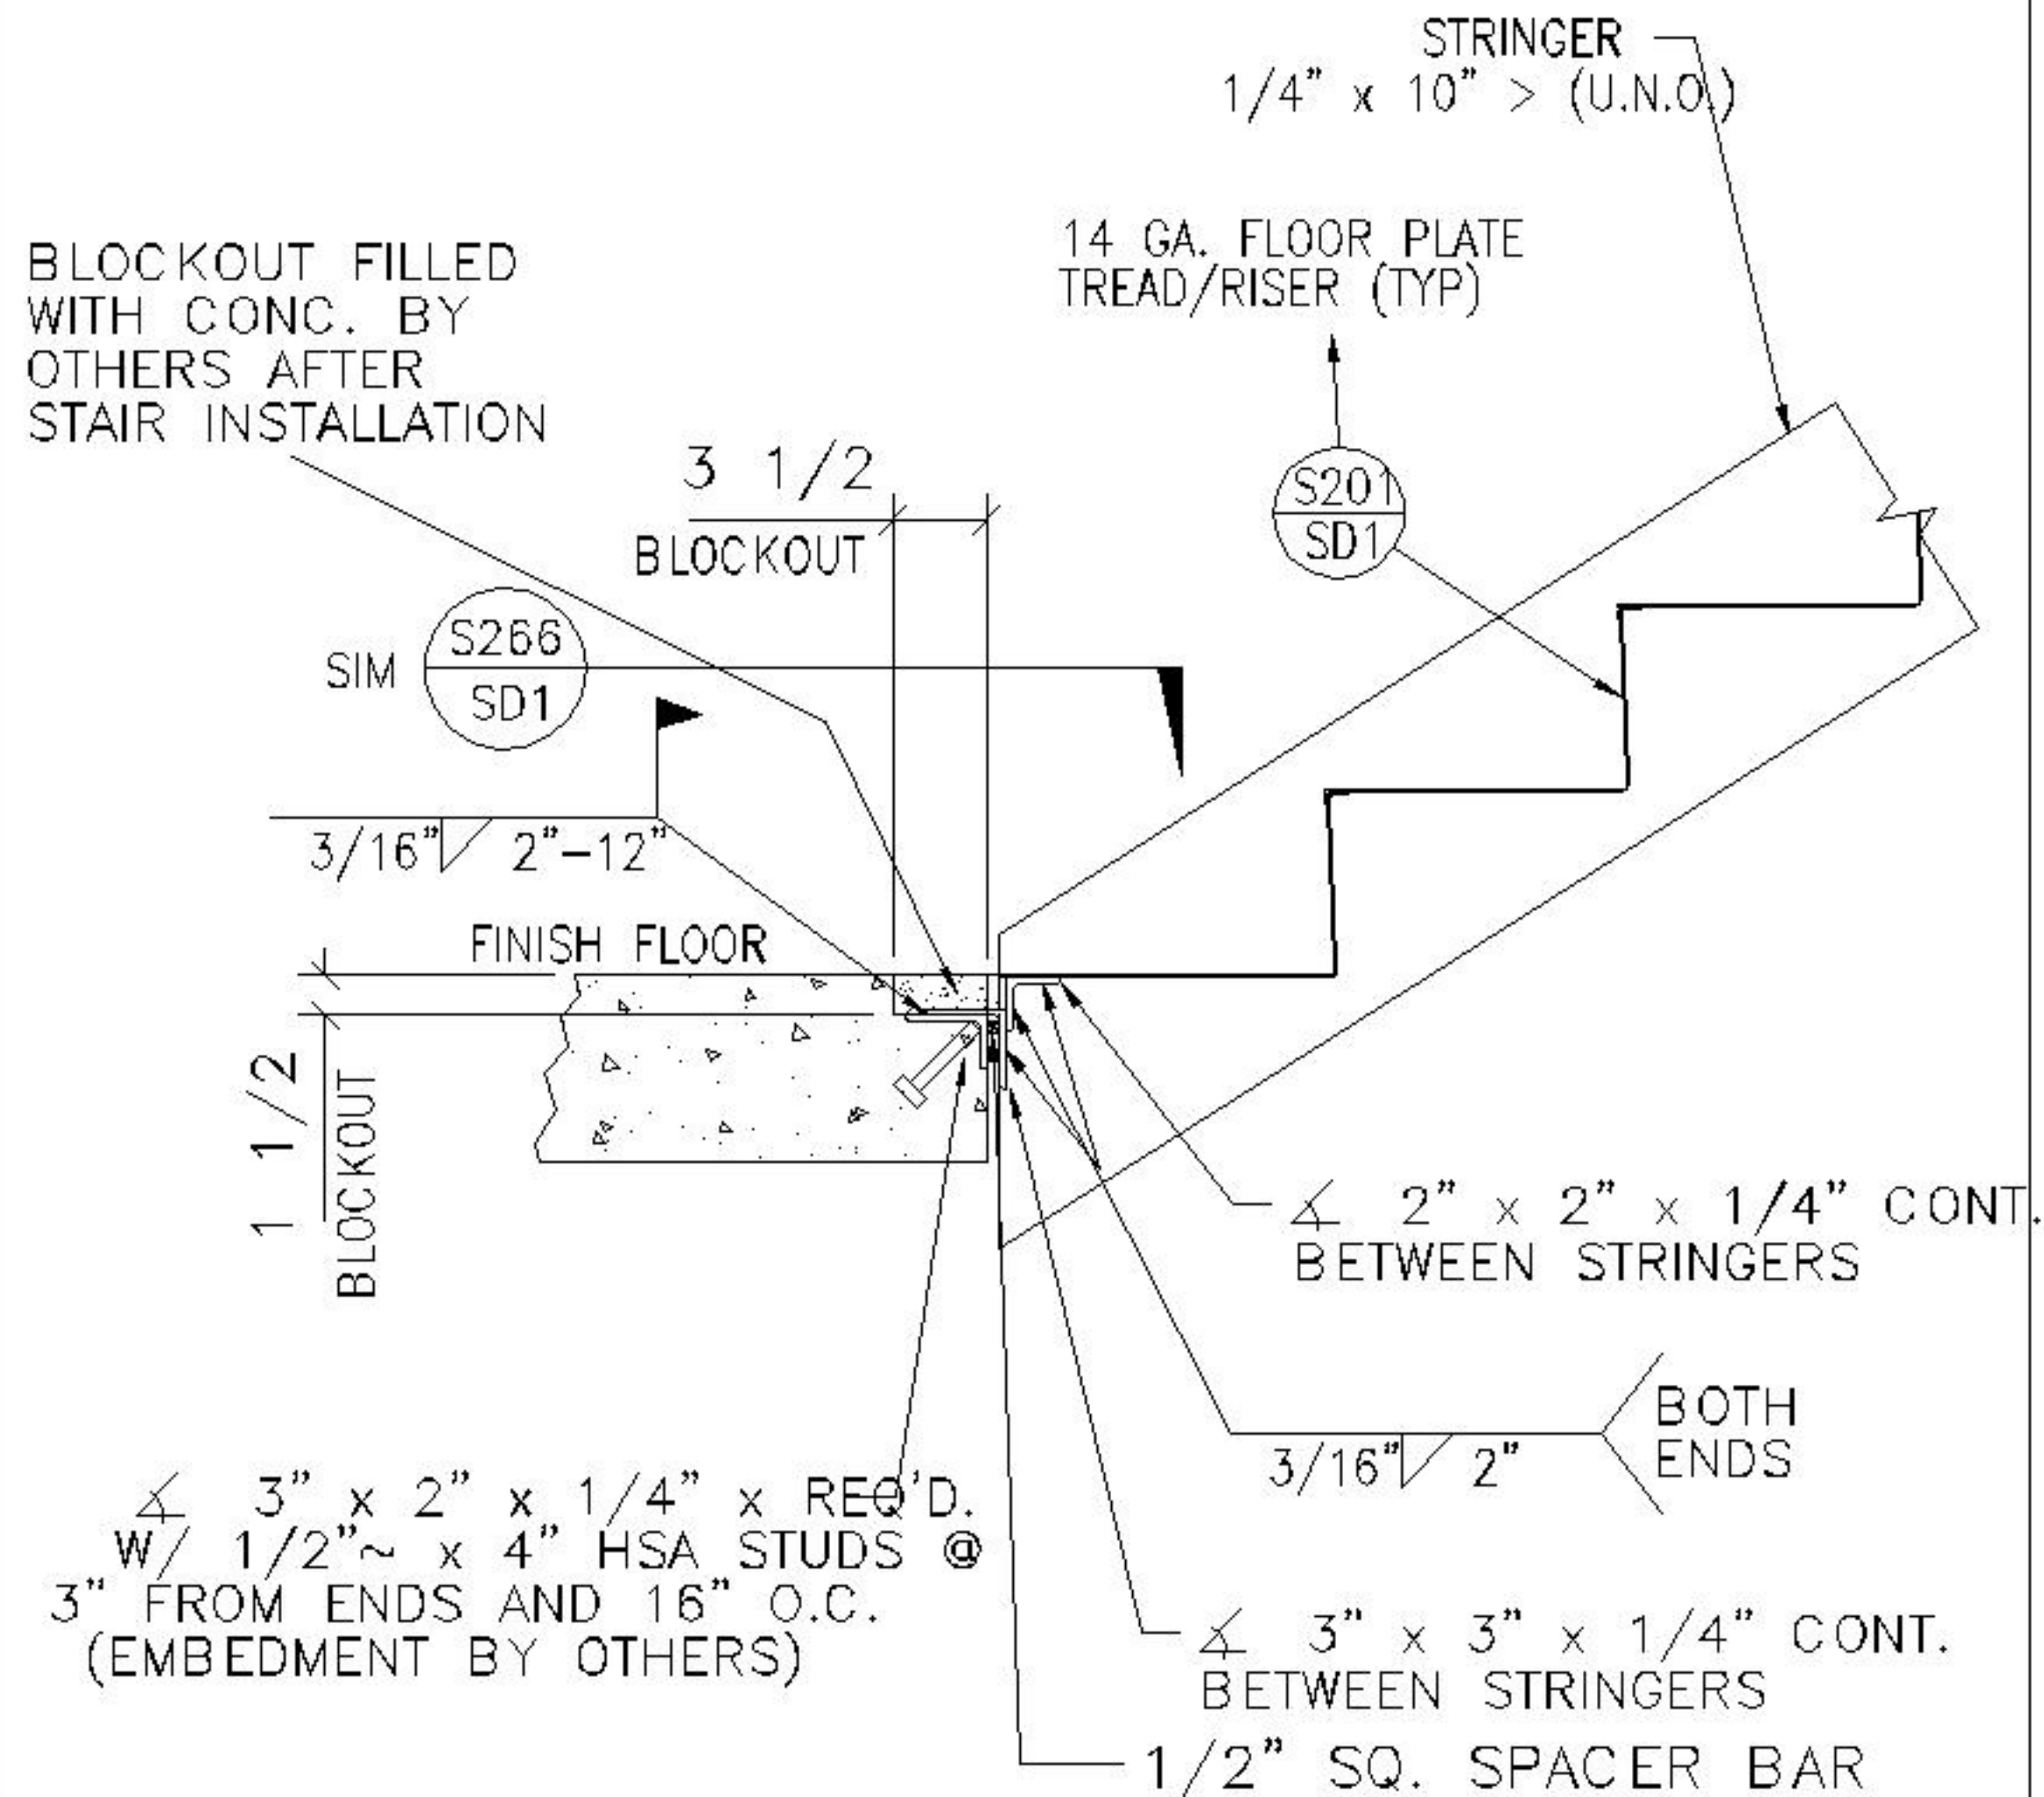 STRINGER
1/4" x 10" > (U.N.O.)
14 GA. FLOOR PLATE
TREAD/RISER (TYP)
BLOCKOUT FILLED
WITH CONC. BY
OTHERS AFTER
STAIR INSTALLATION
3 1/2
BLOCKOUT
S201
SD1
SIM
S266
SD1
3/16" 2"-12"
FINISH FLOOR
1 1/2
BLOCKOUT
∠ 2" x 2" x 1/4" CONT.
BETWEEN STRINGERS
3/16" 2"
BOTH
ENDS
∠ 3" x 2" x 1/4" x REQ'D.
W/ 1/2"~ x 4" HSA STUDS @
3" FROM ENDS AND 16" O.C.
(EMBEDMENT BY OTHERS)
∠ 3" x 3" x 1/4" CONT.
BETWEEN STRINGERS
1/2" SQ. SPACER BAR